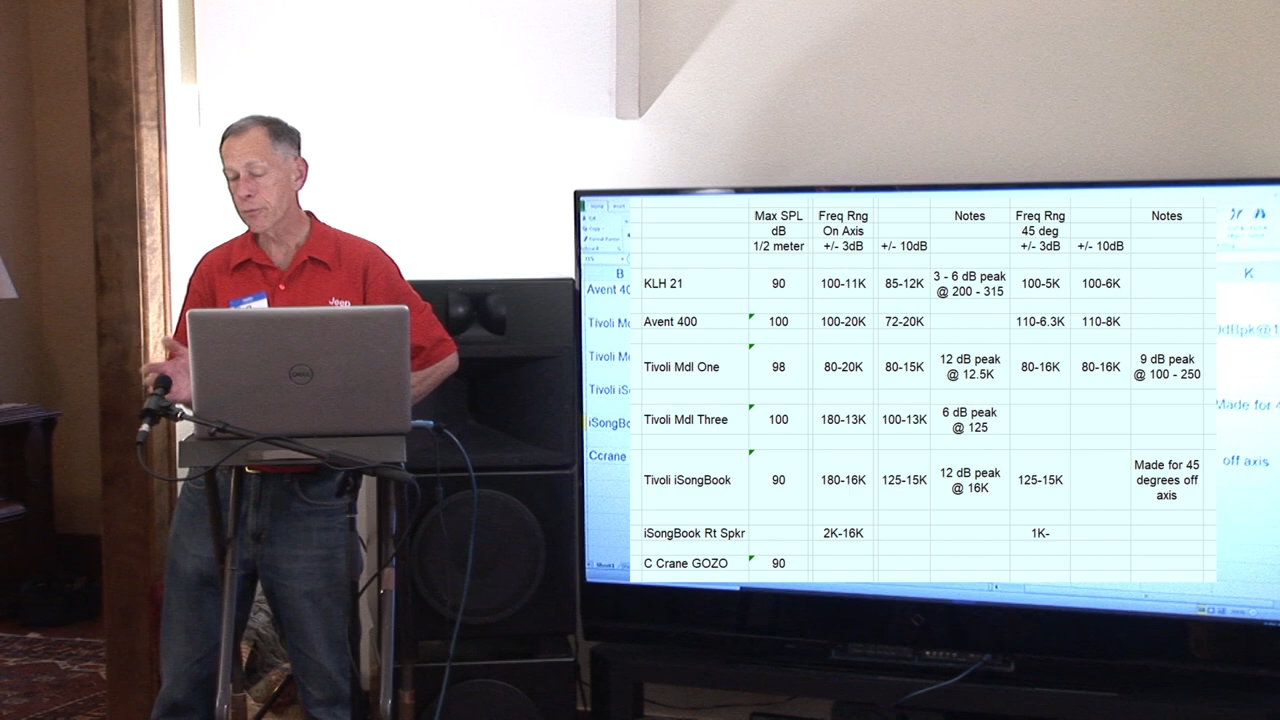 Max SPL Freq Rng Notes Freq Rng Notes
dB On Axis 45 deg
1/2 meter +/- 3dB +/- 10dB +/- 3dB +/- 10dB
KLH 21 90 100-11K 85-12K 3 - 6 dB peak @ 200 - 315 100-5K 100-6K
Avent 400 100 100-20K 72-20K 110-6.3K 110-8K
Tivoli Mdl One 98 80-20K 80-15K 12 dB peak @ 12.5K 80-16K 80-16K 9 dB peak @ 100 - 250
Tivoli Mdl Three 100 180-13K 100-13K 6 dB peak @ 125
Tivoli iSongBook 90 180-16K 125-15K 12 dB peak @ 16K 125-15K Made for 45 degrees off axis
iSongBook Rt Spkr 2K-16K 1K-
C Crane GOZO 90
B
Avent 40
Tivoli Mo
Tivoli Mo
Tivoli iS
iSongBo
Ccrane
K
Made for 4
off axis
Jeep
DELL